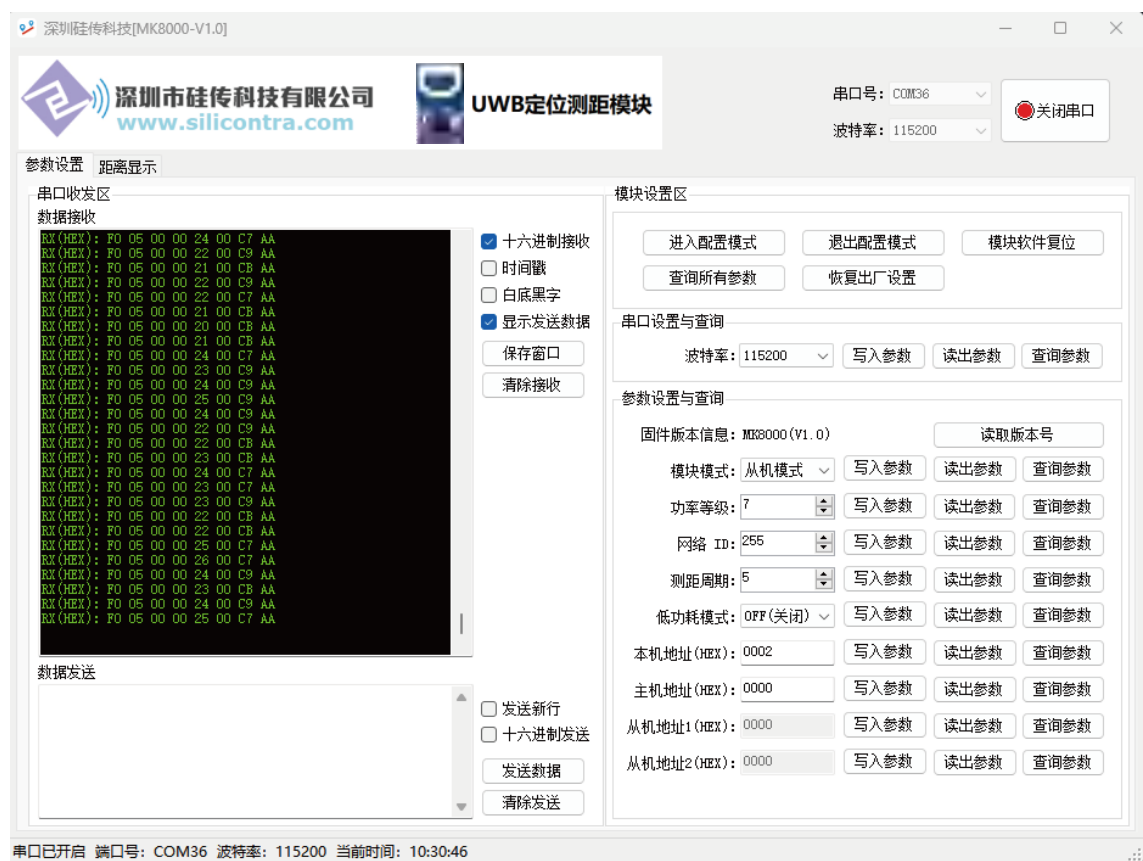 深圳硅传科技[MK8000-V1.0]
深圳市硅传科技有限公司
www.silicontra.com
UWB定位测距模块
串口号: COM36
波特率: 115200
关闭串口
参数设置 距离显示
串口收发区
数据接收
RX(HEX): F0 05 00 00 24 00 C7 AA
RX(HEX): F0 05 00 00 22 00 C9 AA
RX(HEX): F0 05 00 00 21 00 CB AA
RX(HEX): F0 05 00 00 22 00 C9 AA
RX(HEX): F0 05 00 00 22 00 C7 AA
RX(HEX): F0 05 00 00 21 00 CB AA
RX(HEX): F0 05 00 00 20 00 CB AA
RX(HEX): F0 05 00 00 21 00 CB AA
RX(HEX): F0 05 00 00 24 00 C7 AA
RX(HEX): F0 05 00 00 23 00 C9 AA
RX(HEX): F0 05 00 00 24 00 C9 AA
RX(HEX): F0 05 00 00 25 00 C9 AA
RX(HEX): F0 05 00 00 24 00 C9 AA
RX(HEX): F0 05 00 00 22 00 C9 AA
RX(HEX): F0 05 00 00 22 00 CB AA
RX(HEX): F0 05 00 00 23 00 CB AA
RX(HEX): F0 05 00 00 24 00 C7 AA
RX(HEX): F0 05 00 00 23 00 C7 AA
RX(HEX): F0 05 00 00 23 00 C9 AA
RX(HEX): F0 05 00 00 22 00 CB AA
RX(HEX): F0 05 00 00 22 00 CB AA
RX(HEX): F0 05 00 00 25 00 C7 AA
RX(HEX): F0 05 00 00 26 00 C7 AA
RX(HEX): F0 05 00 00 24 00 C9 AA
RX(HEX): F0 05 00 00 23 00 CB AA
RX(HEX): F0 05 00 00 24 00 C9 AA
RX(HEX): F0 05 00 00 25 00 C7 AA
十六进制接收
时间戳
白底黑字
显示发送数据
保存窗口
清除接收
数据发送
发送新行
十六进制发送
发送数据
清除发送
模块设置区
进入配置模式 退出配置模式 模块软件复位
查询所有参数 恢复出厂设置
串口设置与查询
波特率: 115200 写入参数 读出参数 查询参数
参数设置与查询
固件版本信息: MK8000(V1.0) 读取版本号
模块模式: 从机模式 写入参数 读出参数 查询参数
功率等级: 7 写入参数 读出参数 查询参数
网络 ID: 255 写入参数 读出参数 查询参数
测距周期: 5 写入参数 读出参数 查询参数
低功耗模式: OFF(关闭) 写入参数 读出参数 查询参数
本机地址(HEX): 0002 写入参数 读出参数 查询参数
主机地址(HEX): 0000 写入参数 读出参数 查询参数
从机地址1(HEX): 0000 写入参数 读出参数 查询参数
从机地址2(HEX): 0000 写入参数 读出参数 查询参数
串口已开启 端口号: COM36 波特率: 115200 当前时间: 10:30:46